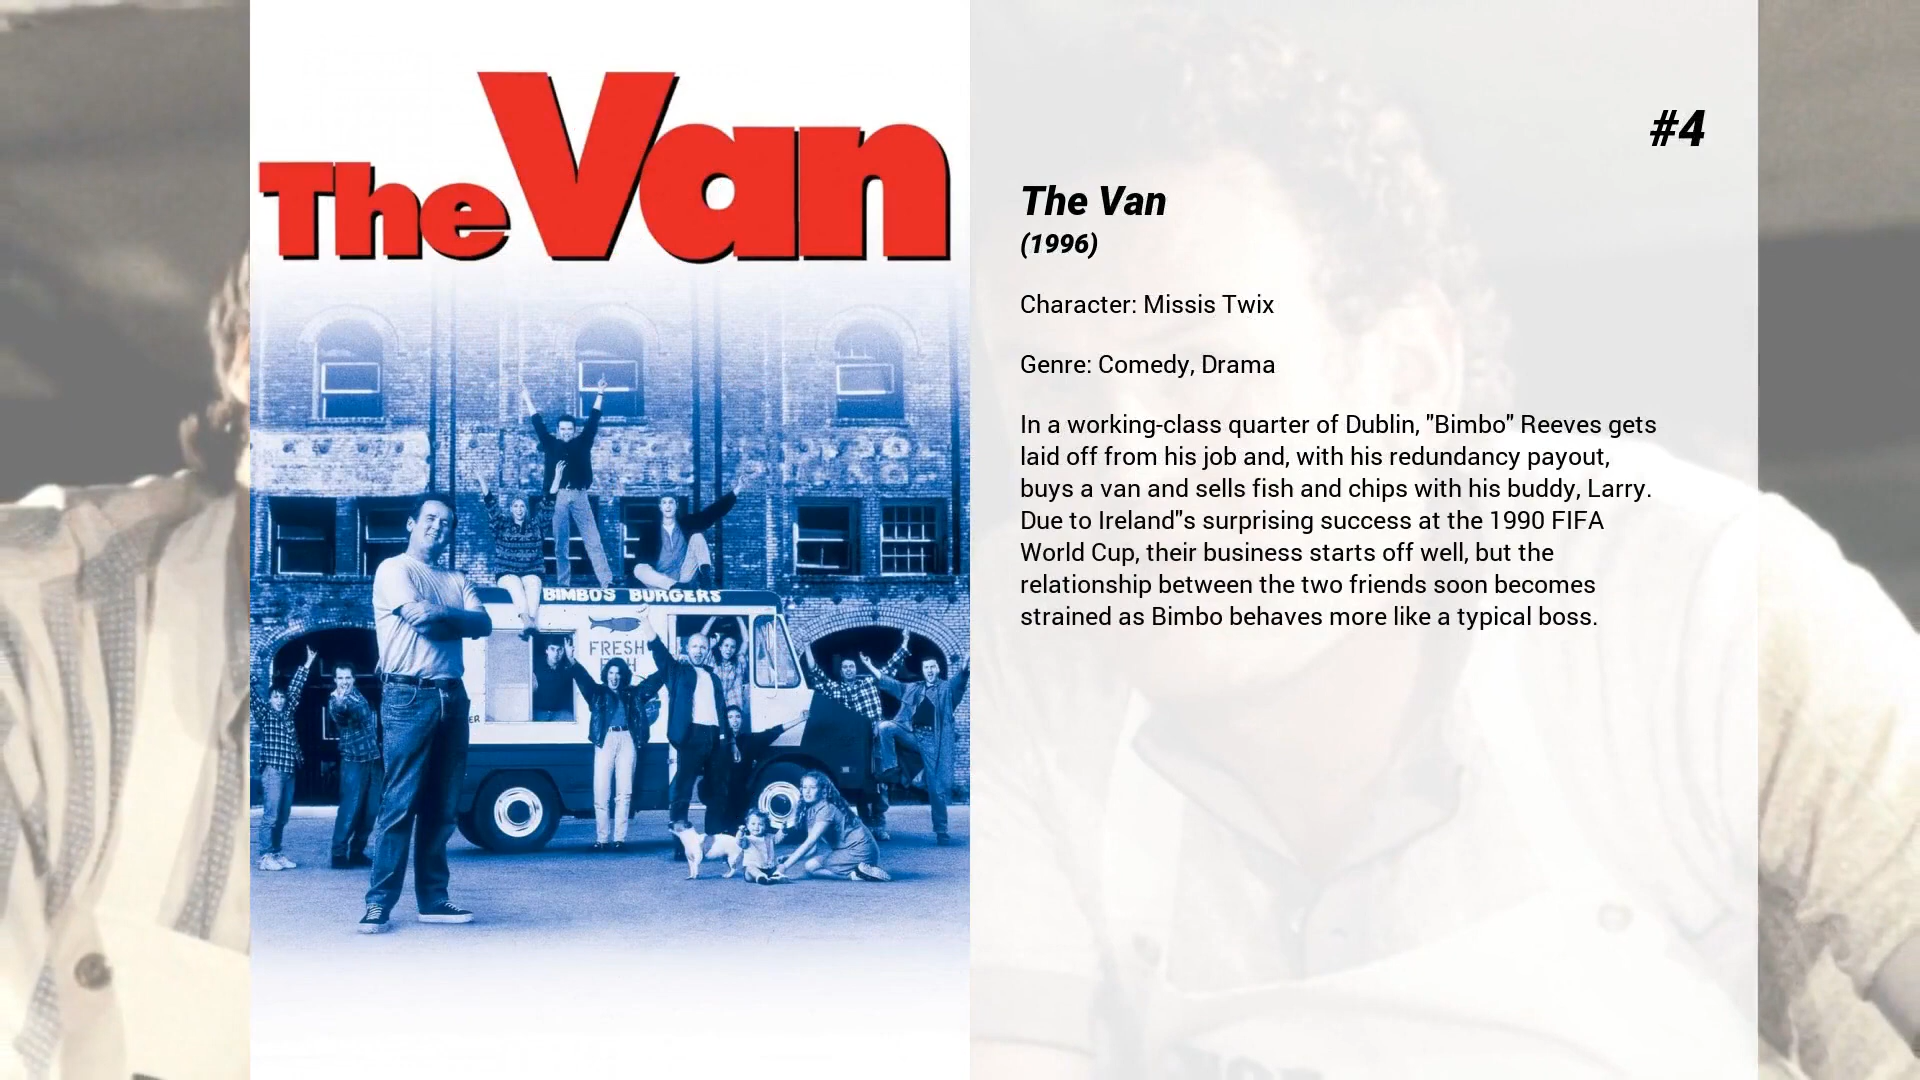 The Van
BIMBO'S BURGERS
FRESH
FISH
ER
#4
The Van
(1996)
Character: Missis Twix
Genre: Comedy, Drama
In a working-class quarter of Dublin, "Bimbo" Reeves gets
laid off from his job and, with his redundancy payout,
buys a van and sells fish and chips with his buddy, Larry.
Due to Ireland"s surprising success at the 1990 FIFA
World Cup, their business starts off well, but the
relationship between the two friends soon becomes
strained as Bimbo behaves more like a typical boss.